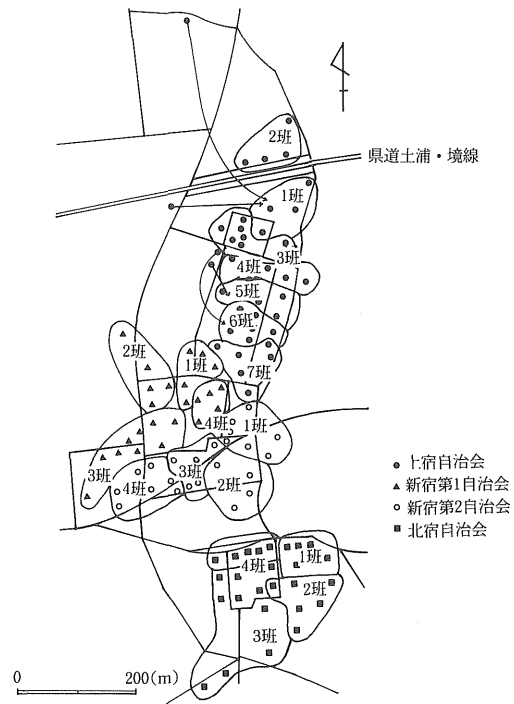 2班
県道土浦・境線
1班
3班
4班
5班
6班
2班
1班
7班
4班
1班
3班
3班
4班
2班
上宿自治会
新宿第1自治会
新宿第2自治会
北宿自治会
1班
4班
2班
3班
0
200(m)